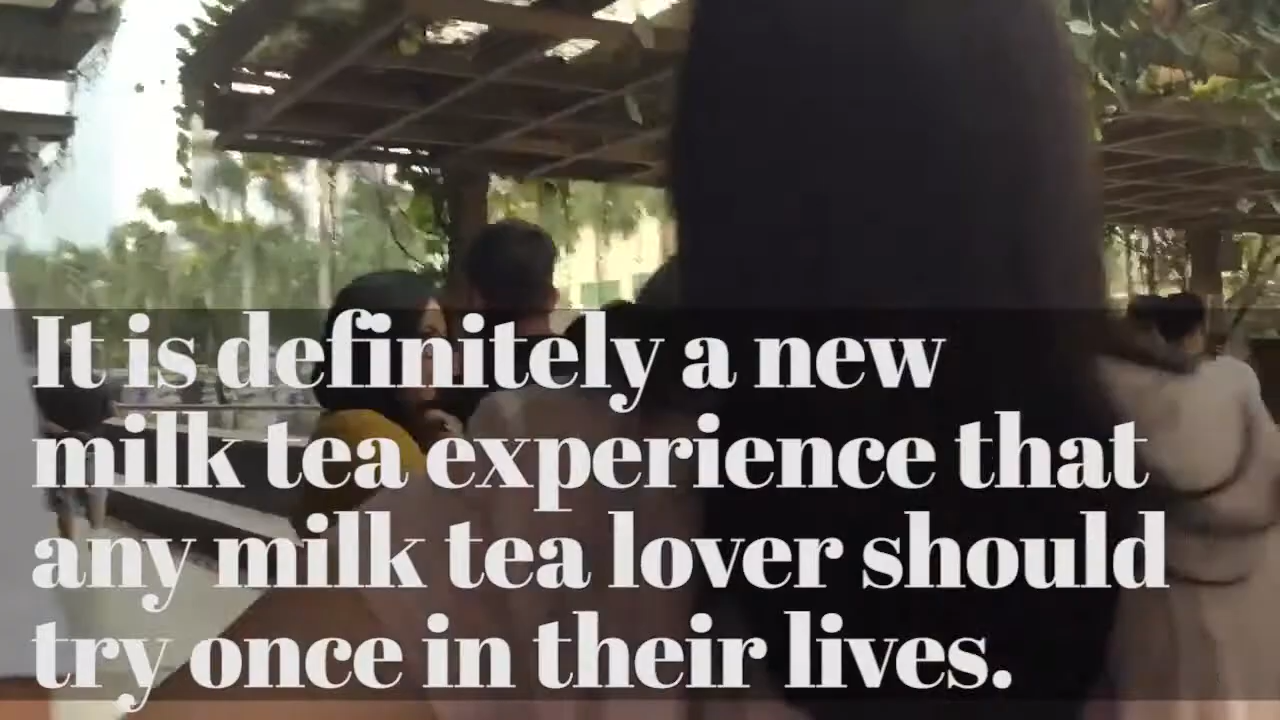 It is definitely a new
milk tea experience that
any milk tea lover should
try once in their lives.